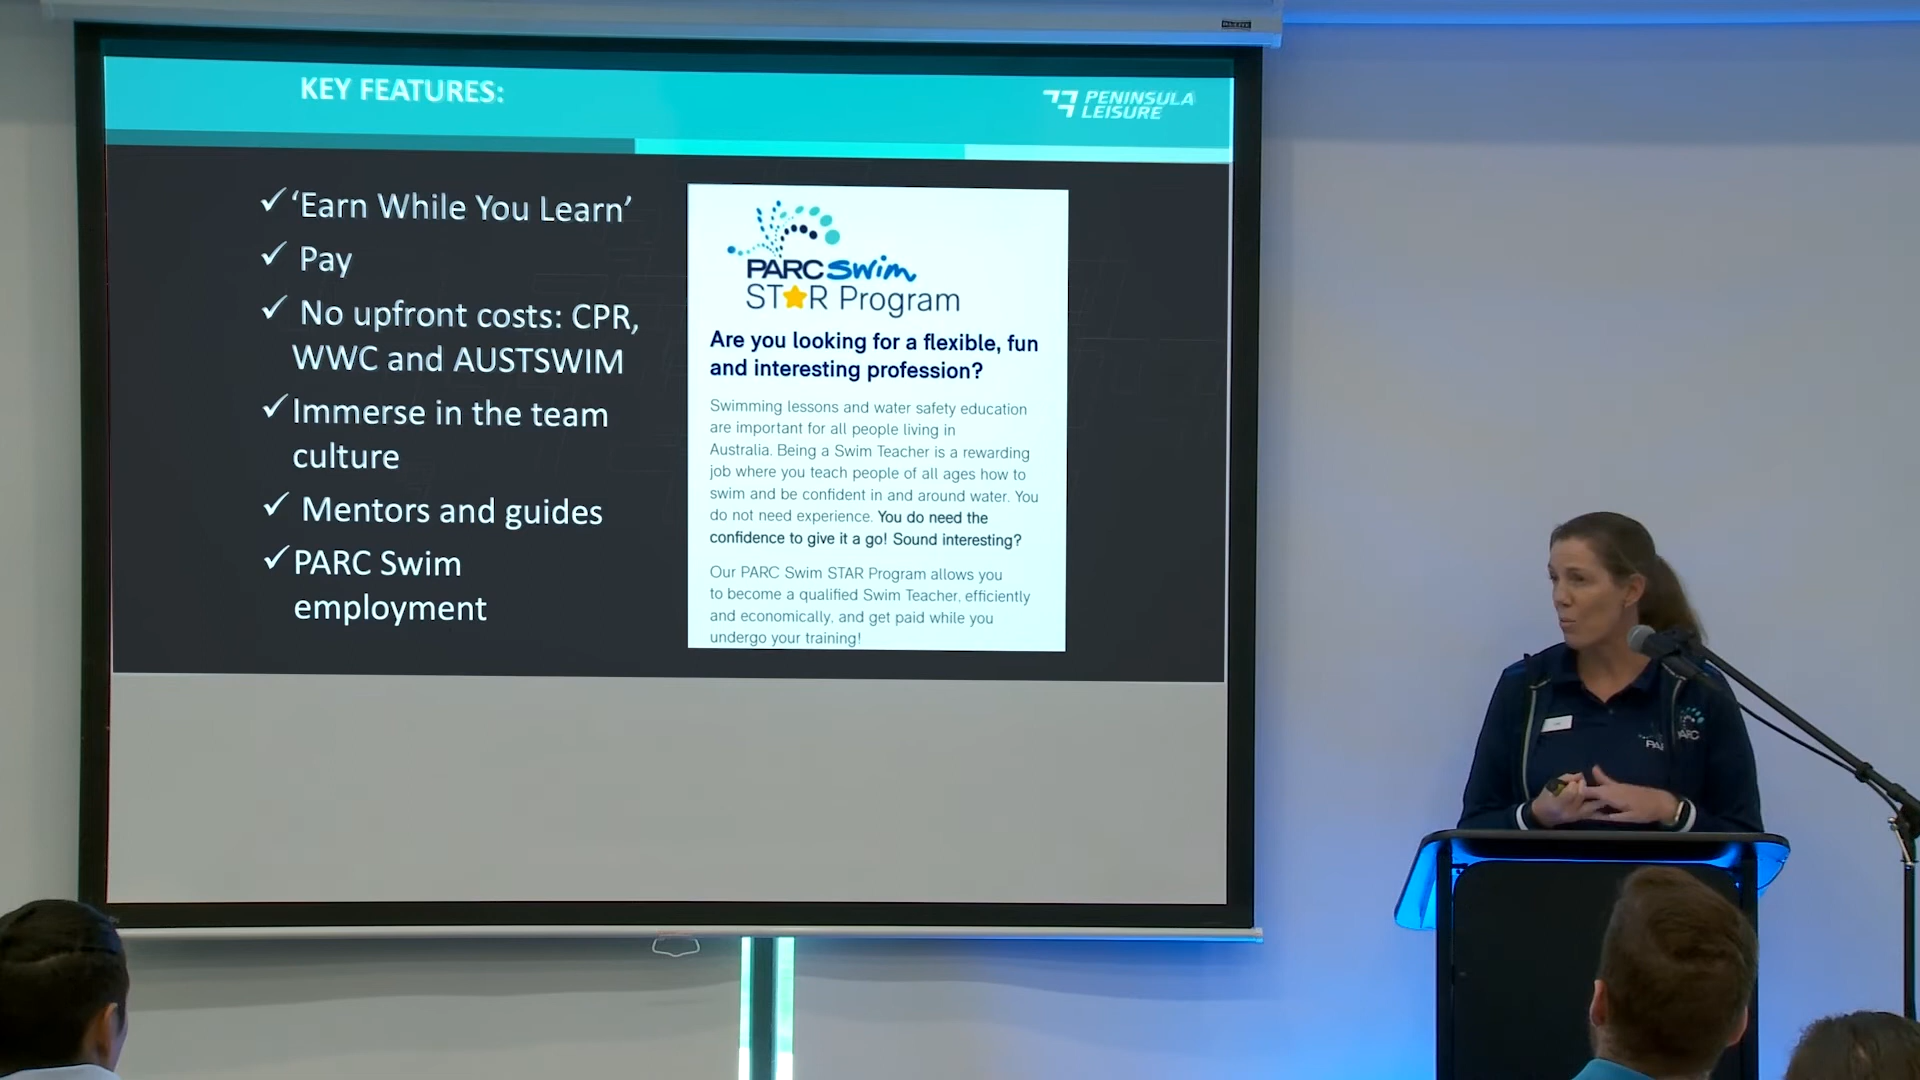 KEY FEATURES:
PENINSULA
LEISURE
‘Earn While You Learn’
Pay
No upfront costs: CPR,
WWC and AUSTSWIM
Immerse in the team
culture
Mentors and guides
PARC Swim
employment
PARC Swim
STAR Program
Are you looking for a flexible, fun
and interesting profession?
Swimming lessons and water safety education
are important for all people living in
Australia. Being a Swim Teacher is a rewarding
job where you teach people of all ages how to
swim and be confident in and around water. You
do not need experience. You do need the
confidence to give it a go! Sound interesting?
Our PARC Swim STAR Program allows you
to become a qualified Swim Teacher, efficiently
and economically, and get paid while you
undergo your training!
PARC